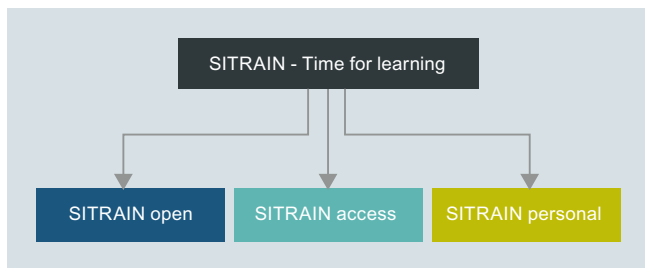 SITRAIN - Time for learning
SITRAIN open
SITRAIN access
SITRAIN personal